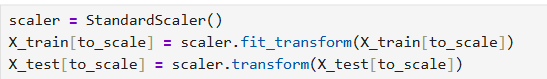 scaler = StandardScaler()
X_train[to_scale] = scaler.fit_transform(X_train[to_scale])
X_test[to_scale] = scaler.transform(X_test[to_scale])